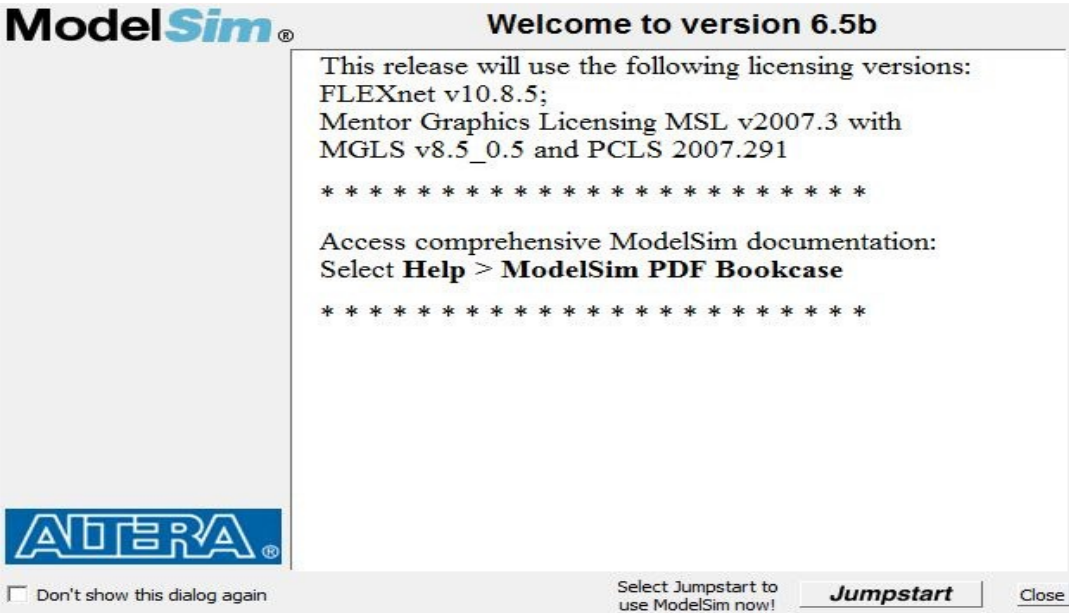 ModelSim®
Welcome to version 6.5b
This release will use the following licensing versions:
FLEXnet v10.8.5;
Mentor Graphics Licensing MSL v2007.3 with
MGLS v8.5_0.5 and PCLS 2007.291
* * * * * * * * * * * * * * * * * * * * * * *
Access comprehensive ModelSim documentation:
Select Help > ModelSim PDF Bookcase
* * * * * * * * * * * * * * * * * * * * * * *
ALTERA®
Don't show this dialog again
Select Jumpstart to
use ModelSim now!
Jumpstart
Close